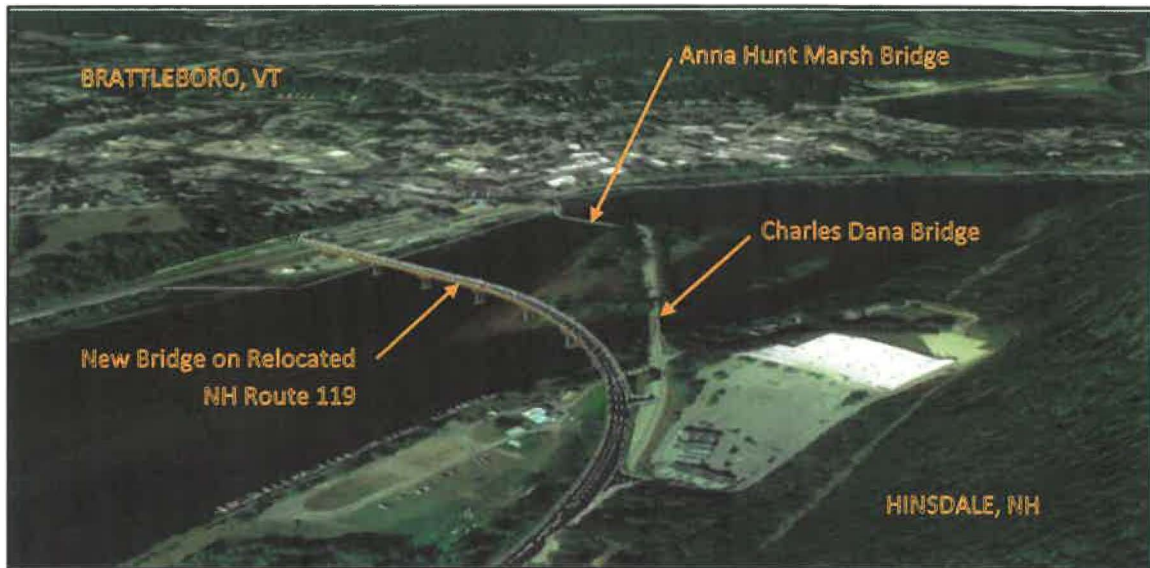 BRATTLEBORO, VT
Anna Hunt Marsh Bridge
Charles Dana Bridge
New Bridge on Relocated
NH Route 119
HINSDALE, NH